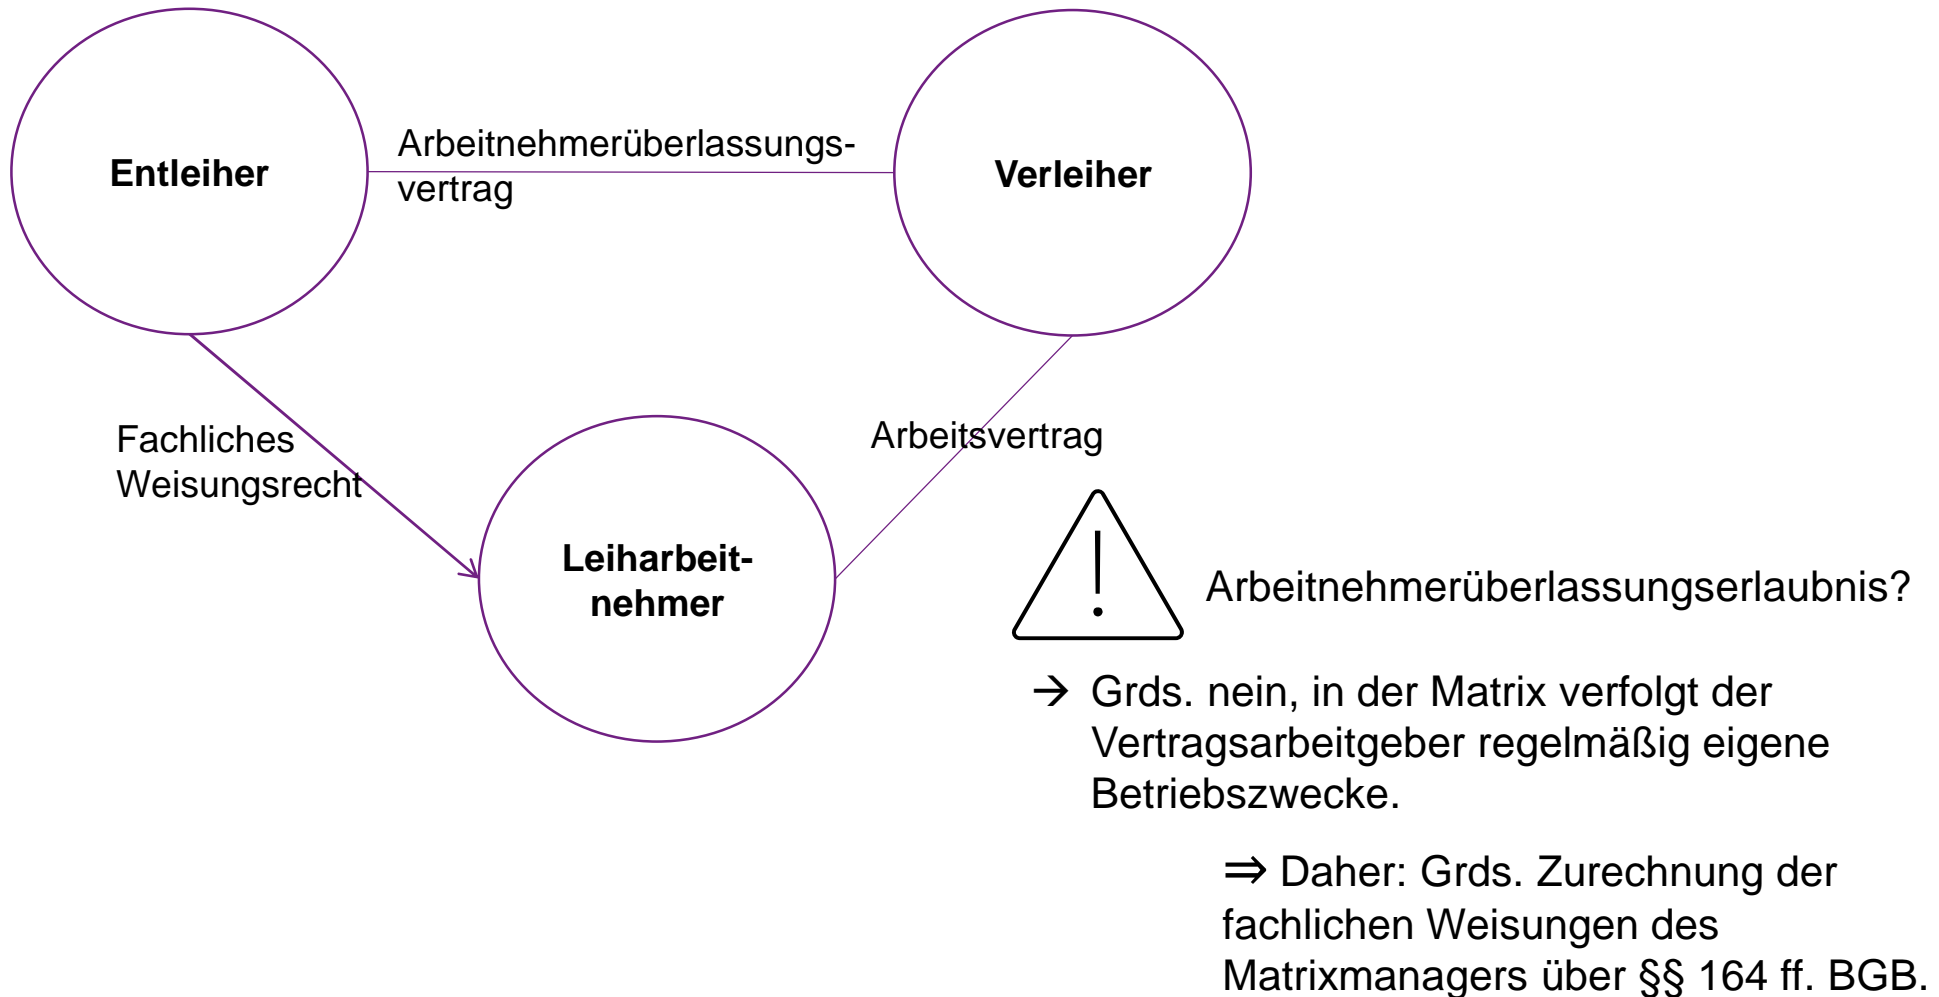 Entleiher
Arbeitnehmerüberlassungs-
vertrag
Verleiher
Fachliches
Weisungsrecht
Arbeitsvertrag
Leiharbeit-
nehmer
Arbeitnehmerüberlassungserlaubnis?
→ Grds. nein, in der Matrix verfolgt der
Vertragsarbeitgeber regelmäßig eigene
Betriebszwecke.
⇒ Daher: Grds. Zurechnung der
fachlichen Weisungen des
Matrixmanagers über §§ 164 ff. BGB.